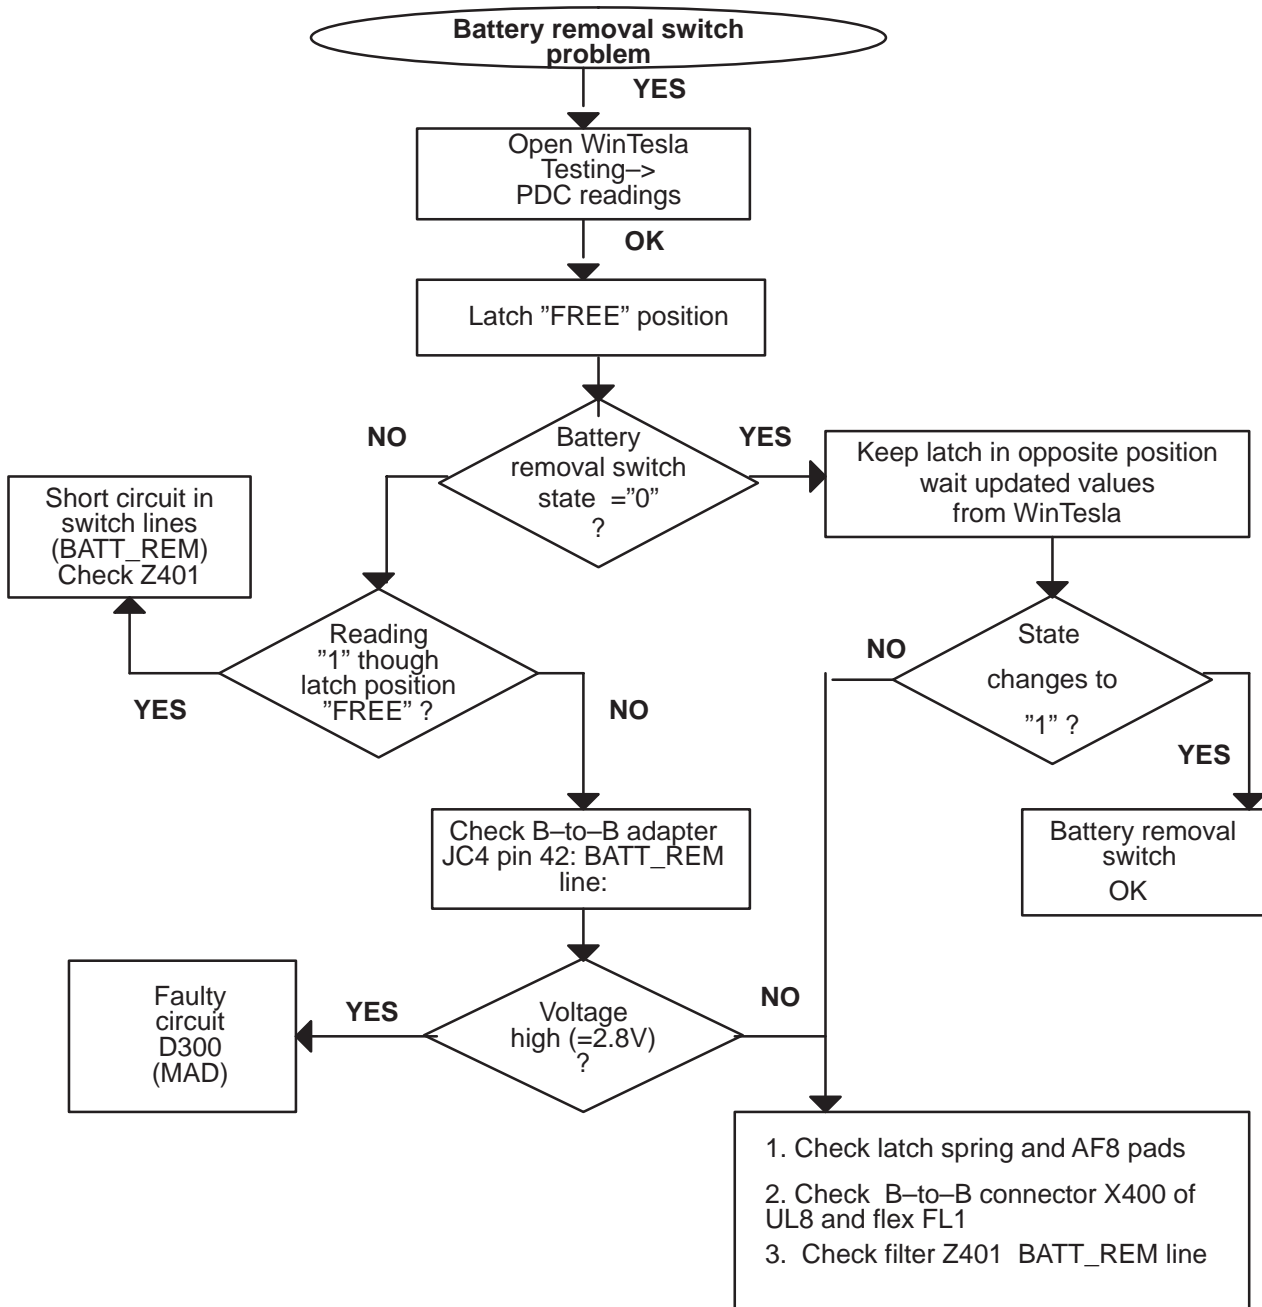 Battery removal switch
problem
YES
Open WinTesla
Testing–>
PDC readings
OK
Latch ”FREE” position
NO
Battery
removal switch
state =”0”
?
YES
Keep latch in opposite position
wait updated values
from WinTesla
Short circuit in
switch lines
(BATT_REM)
Check Z401
Reading
”1” though
latch position
”FREE” ?
YES
NO
State
changes to
”1” ?
NO
YES
Battery removal
switch
OK
Check B–to–B adapter
JC4 pin 42: BATT_REM
line:
Voltage
high (=2.8V)
?
YES
NO
Faulty
circuit
D300
(MAD)
1. Check latch spring and AF8 pads
2. Check B–to–B connector X400 of
UL8 and flex FL1
3. Check filter Z401 BATT_REM line